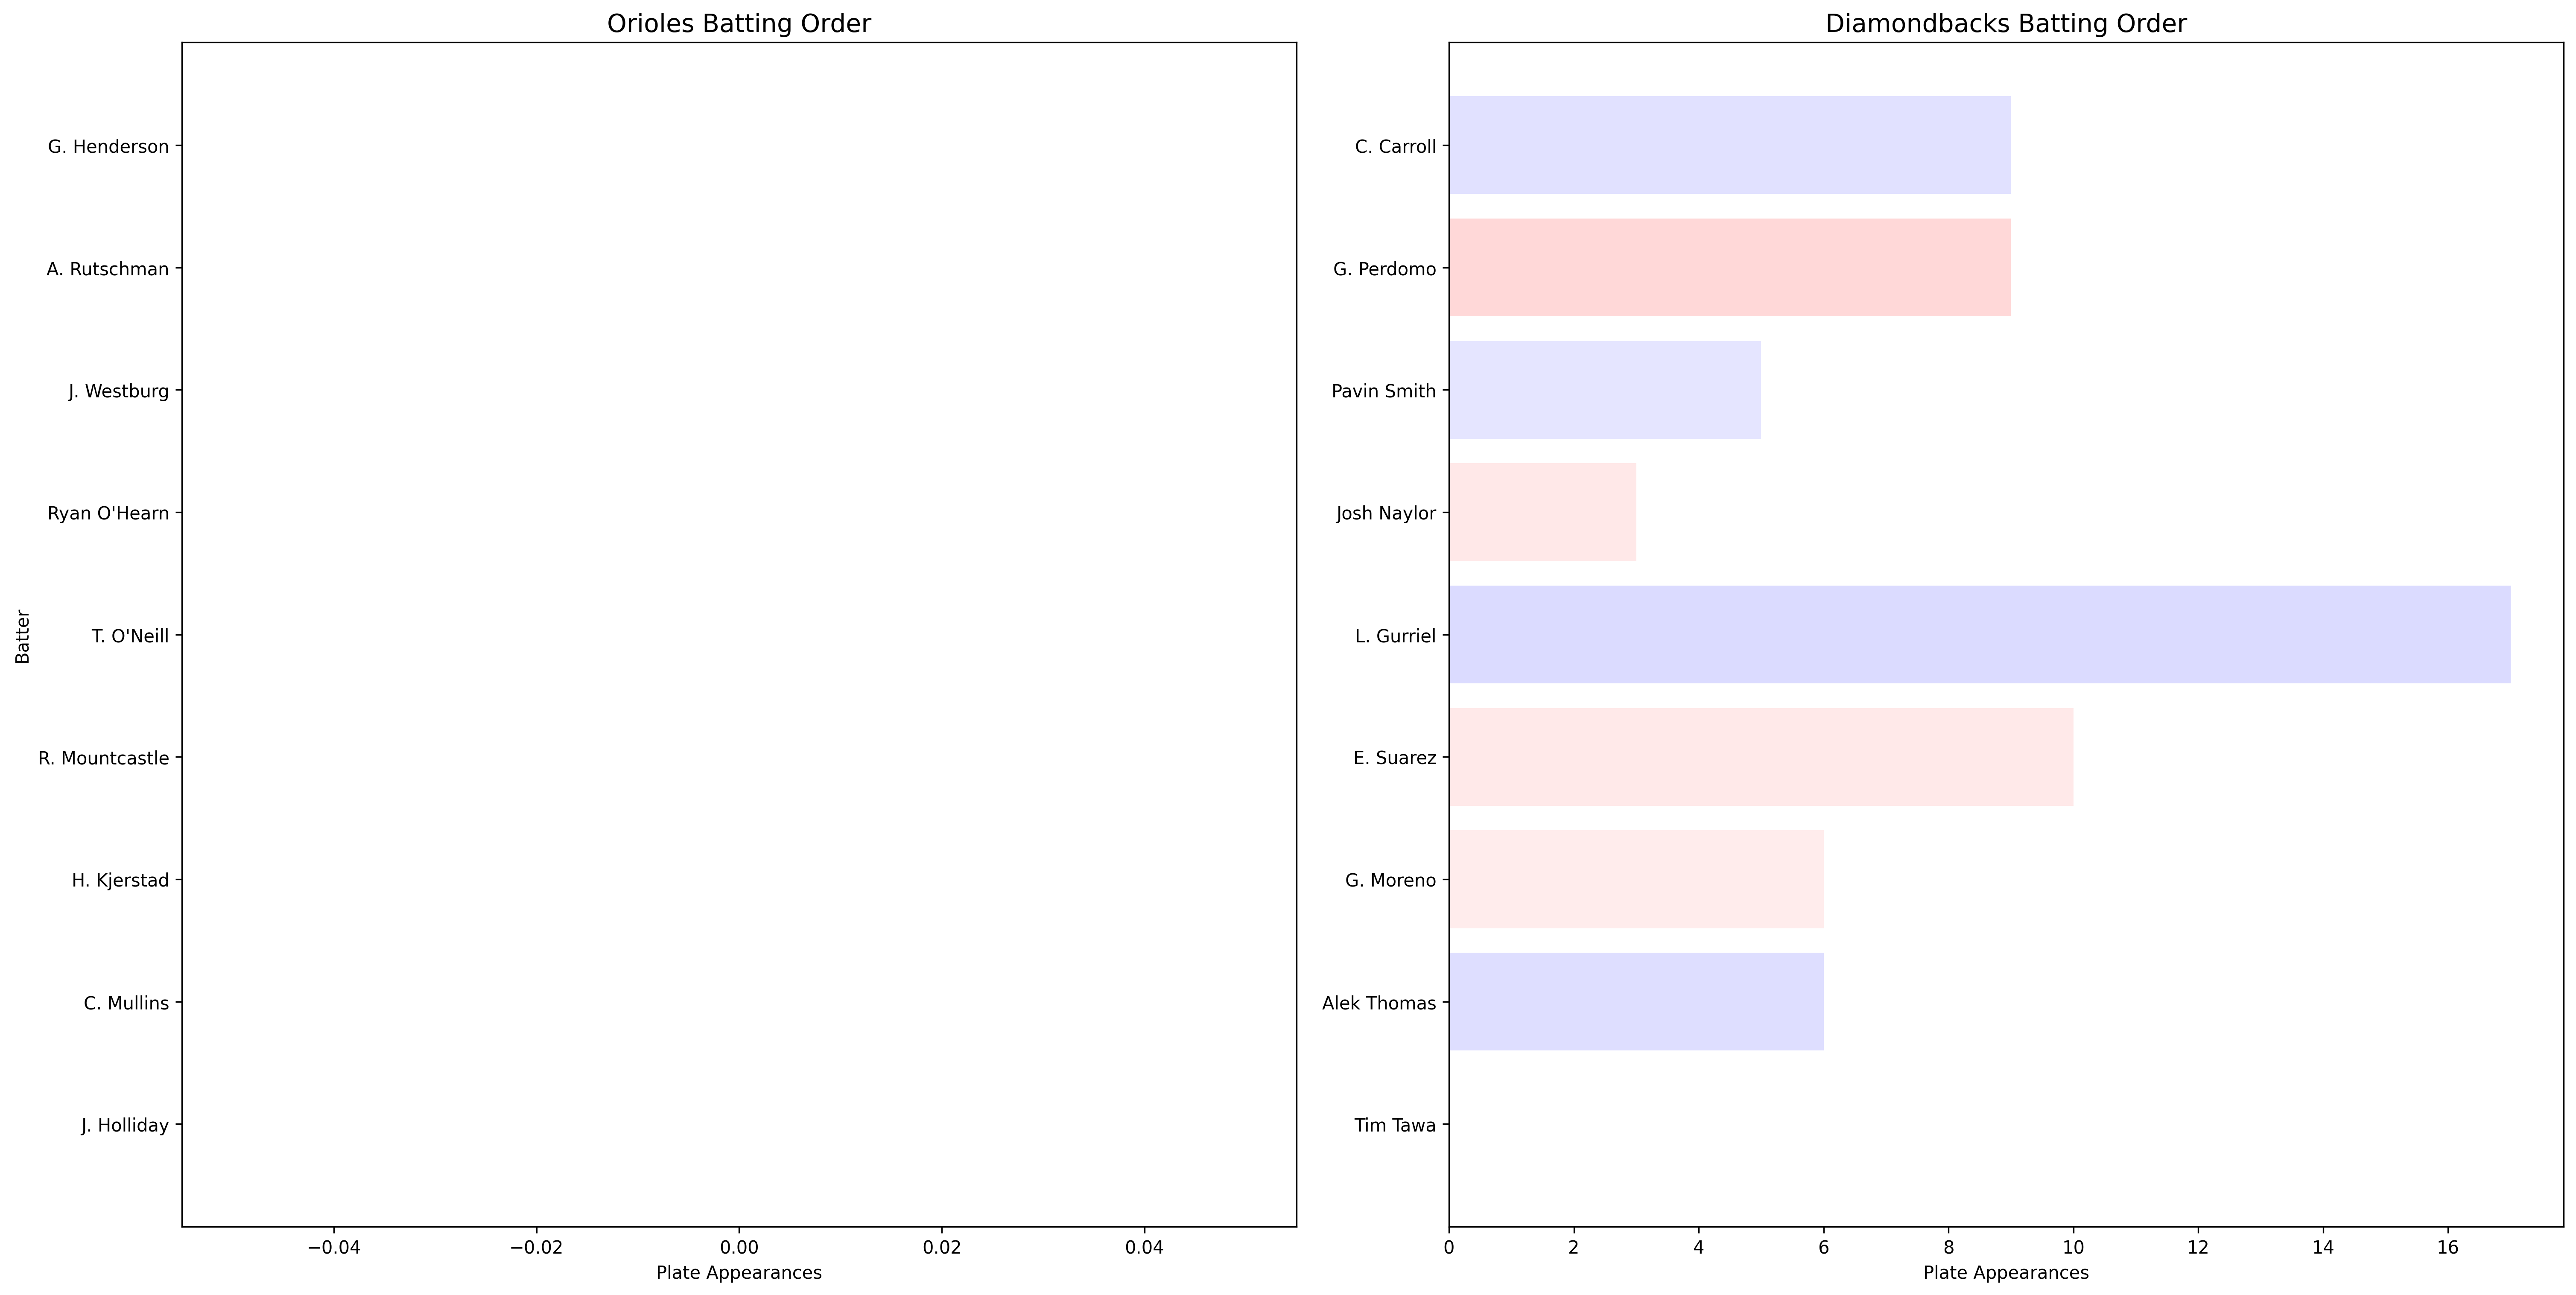 Orioles Batting Order
Batter
G. Henderson
A. Rutschman
J. Westburg
Ryan O'Hearn
T. O'Neill
R. Mountcastle
H. Kjerstad
C. Mullins
J. Holliday
−0.04 −0.02 0.00 0.02 0.04
Plate Appearances
Diamondbacks Batting Order
C. Carroll
G. Perdomo
Pavin Smith
Josh Naylor
L. Gurriel
E. Suarez
G. Moreno
Alek Thomas
Tim Tawa
0 2 4 6 8 10 12 14 16
Plate Appearances